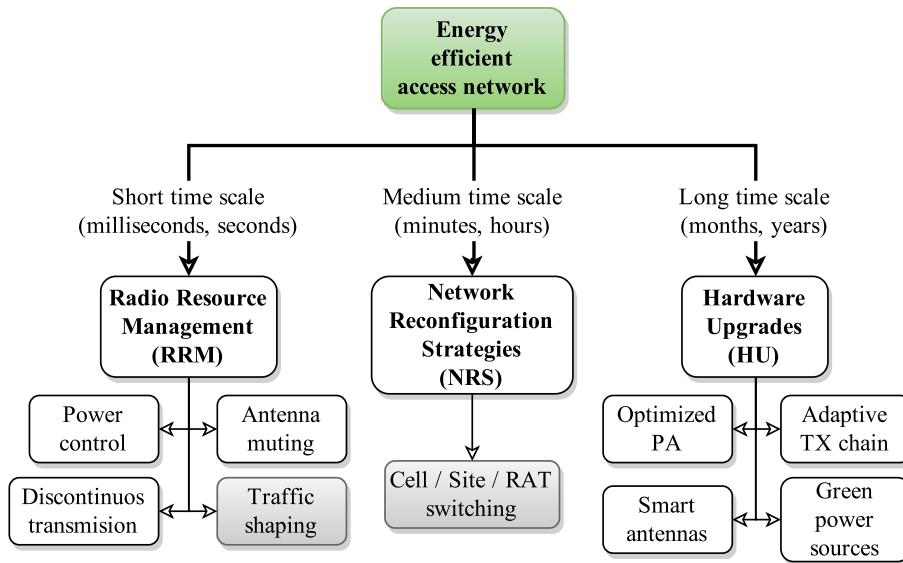 Energy
efficient
access network
Short time scale
(milliseconds, seconds)
Medium time scale
(minutes, hours)
Long time scale
(months, years)
Radio Resource
Management
(RRM)
Network
Reconfiguration
Strategies
(NRS)
Hardware
Upgrades
(HU)
Power
control
Antenna
muting
Discontinuos
transmision
Traffic
shaping
Cell / Site / RAT
switching
Optimized
PA
Adaptive
TX chain
Smart
antennas
Green
power
sources